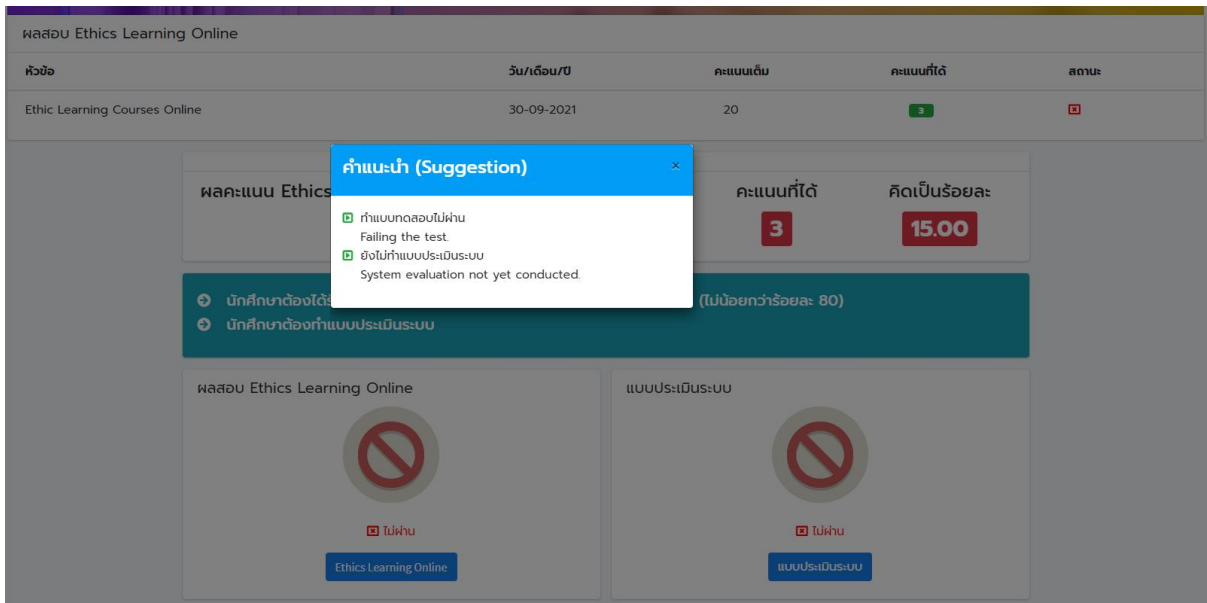 ผลสอบ Ethics Learning Online
หัวข้อ วัน/เดือน/ปี คะแนนเต็ม คะแนนที่ได้ สถานะ
Ethic Learning Courses Online 30-09-2021 20 3
คำแนะนำ (Suggestion) ×
ทำแบบทดสอบไม่ผ่าน
Failing the test.
ยังไม่ทำแบบประเมินระบบ
System evaluation not yet conducted.
ผลคะแนน Ethics คะแนนที่ได้ คิดเป็นร้อยละ
3 15.00
นักศึกษาต้องได้ (ไม่น้อยกว่าร้อยละ 80)
นักศึกษาต้องทำแบบประเมินระบบ
ผลสอบ Ethics Learning Online
ไม่ผ่าน
Ethics Learning Online
แบบประเมินระบบ
ไม่ผ่าน
แบบประเมินระบบ